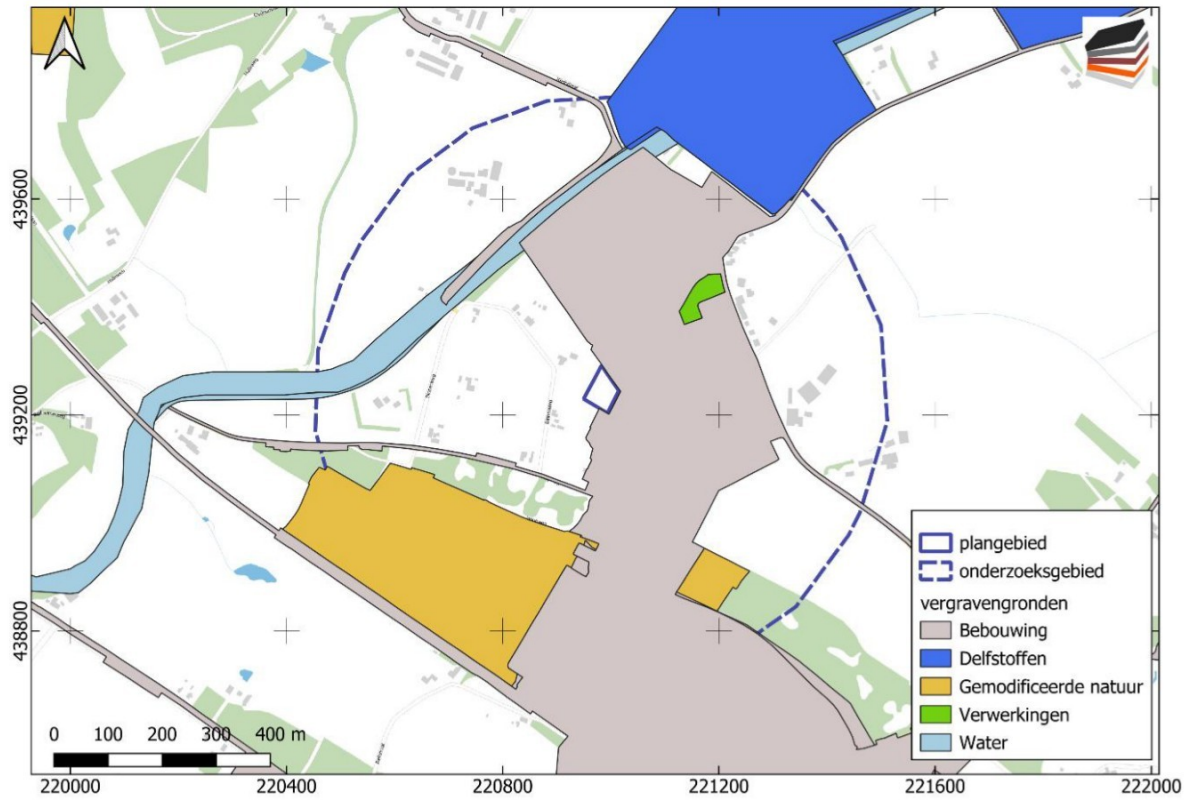 439600
439200
438800
plangebied
onderzoeksgebied
vergravengronden
Bebouwing
Delfstoffen
Gemodificeerde natuur
Verwerkingen
Water
0 100 200 300 400 m
220000 220400 220800 221200 221600 222000